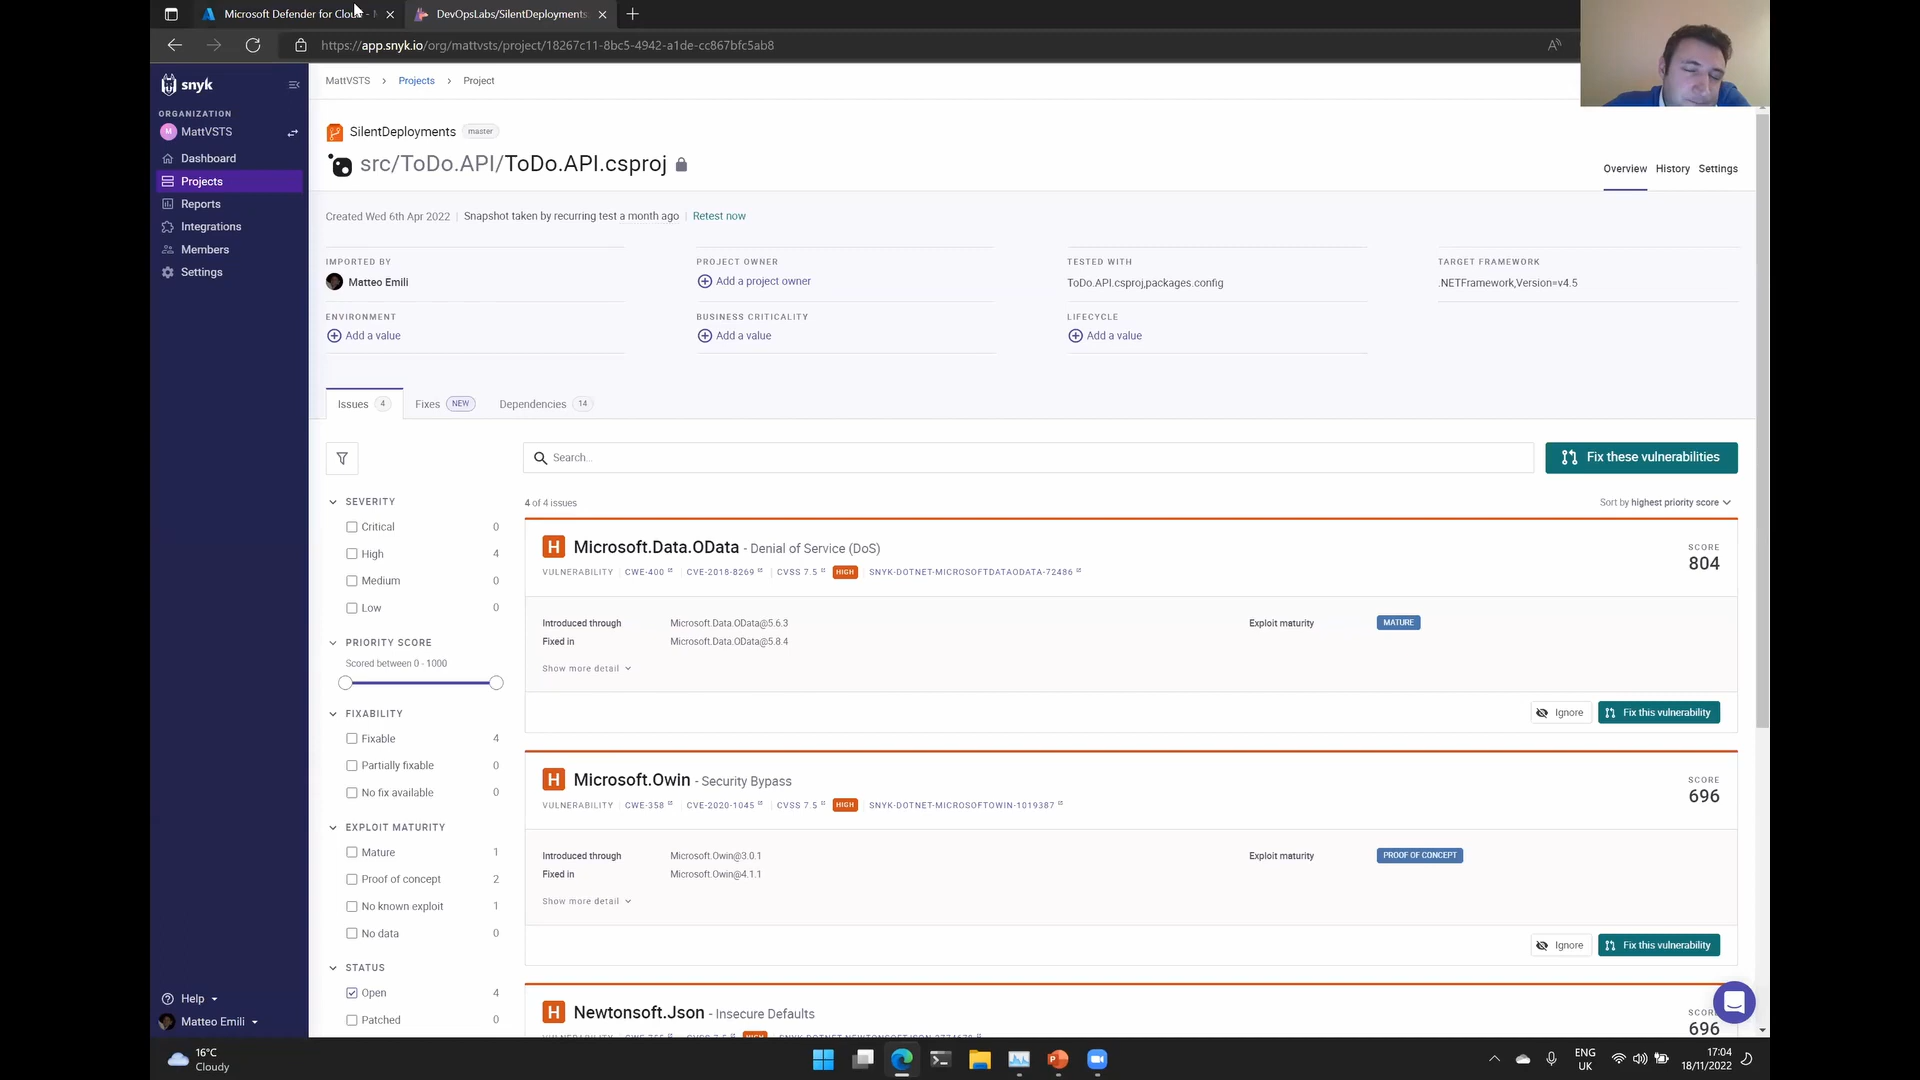 Microsoft Defender for Cloud -
DevOpsLabs/SilentDeployments
https://app.snyk.io/org/mattvsts/project/18267c11-8bc5-4942-a1de-cc867bfc5ab8
snyk
ORGANIZATION
M MattVSTS
Dashboard
Projects
Reports
Integrations
Members
Settings
Help
Matteo Emili
MattVSTS > Projects > Project
SilentDeployments master
src/ToDo.API/ToDo.API.csproj
Overview History Settings
Created Wed 6th Apr 2022 | Snapshot taken by recurring test a month ago | Retest now
IMPORTED BY
Matteo Emili
PROJECT OWNER
Add a project owner
TESTED WITH
ToDo.API.csproj,packages.config
TARGET FRAMEWORK
.NETFramework,Version=v4.5
ENVIRONMENT
Add a value
BUSINESS CRITICALITY
Add a value
LIFECYCLE
Add a value
Issues 4 Fixes NEW Dependencies 14
Search...
Fix these vulnerabilities
SEVERITY
Critical 0
High 4
Medium 0
Low 0
PRIORITY SCORE
Scored between 0 - 1000
FIXABILITY
Fixable 4
Partially fixable 0
No fix available 0
EXPLOIT MATURITY
Mature 1
Proof of concept 2
No known exploit 1
No data 0
STATUS
Open 4
Patched 0
4 of 4 issues
Sort by highest priority score
H Microsoft.Data.OData - Denial of Service (DoS)
VULNERABILITY | CWE-400 | CVE-2018-8269 | CVSS 7.5 HIGH SNYK-DOTNET-MICROSOFTDATAODATA-72486
SCORE
804
Introduced through Microsoft.Data.OData@5.6.3
Fixed in Microsoft.Data.OData@5.8.4
Exploit maturity MATURE
Show more detail
Ignore Fix this vulnerability
H Microsoft.Owin - Security Bypass
VULNERABILITY | CWE-358 | CVE-2020-1045 | CVSS 7.5 HIGH SNYK-DOTNET-MICROSOFTOWIN-1019387
SCORE
696
Introduced through Microsoft.Owin@3.0.1
Fixed in Microsoft.Owin@4.1.1
Exploit maturity PROOF OF CONCEPT
Show more detail
Ignore Fix this vulnerability
H Newtonsoft.Json - Insecure Defaults
SCORE
696
16°C
Cloudy
ENG
UK
17:04
18/11/2022